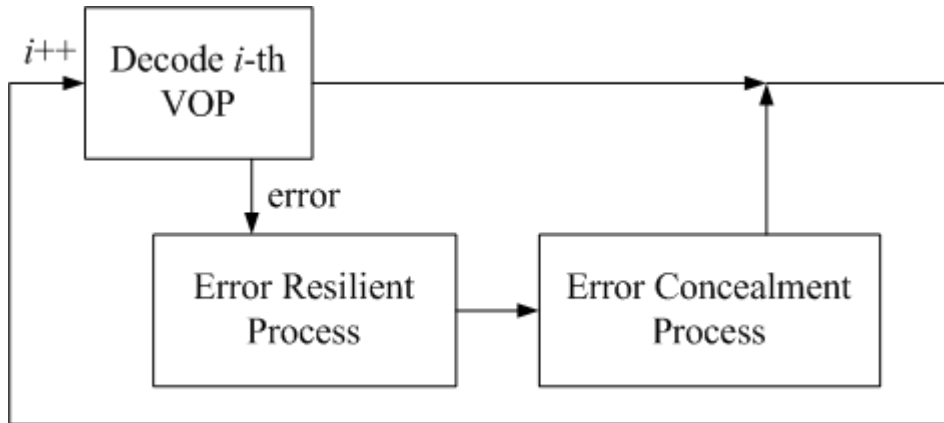 i++
Decode i-th
VOP
error
Error Resilient
Process
Error Concealment
Process